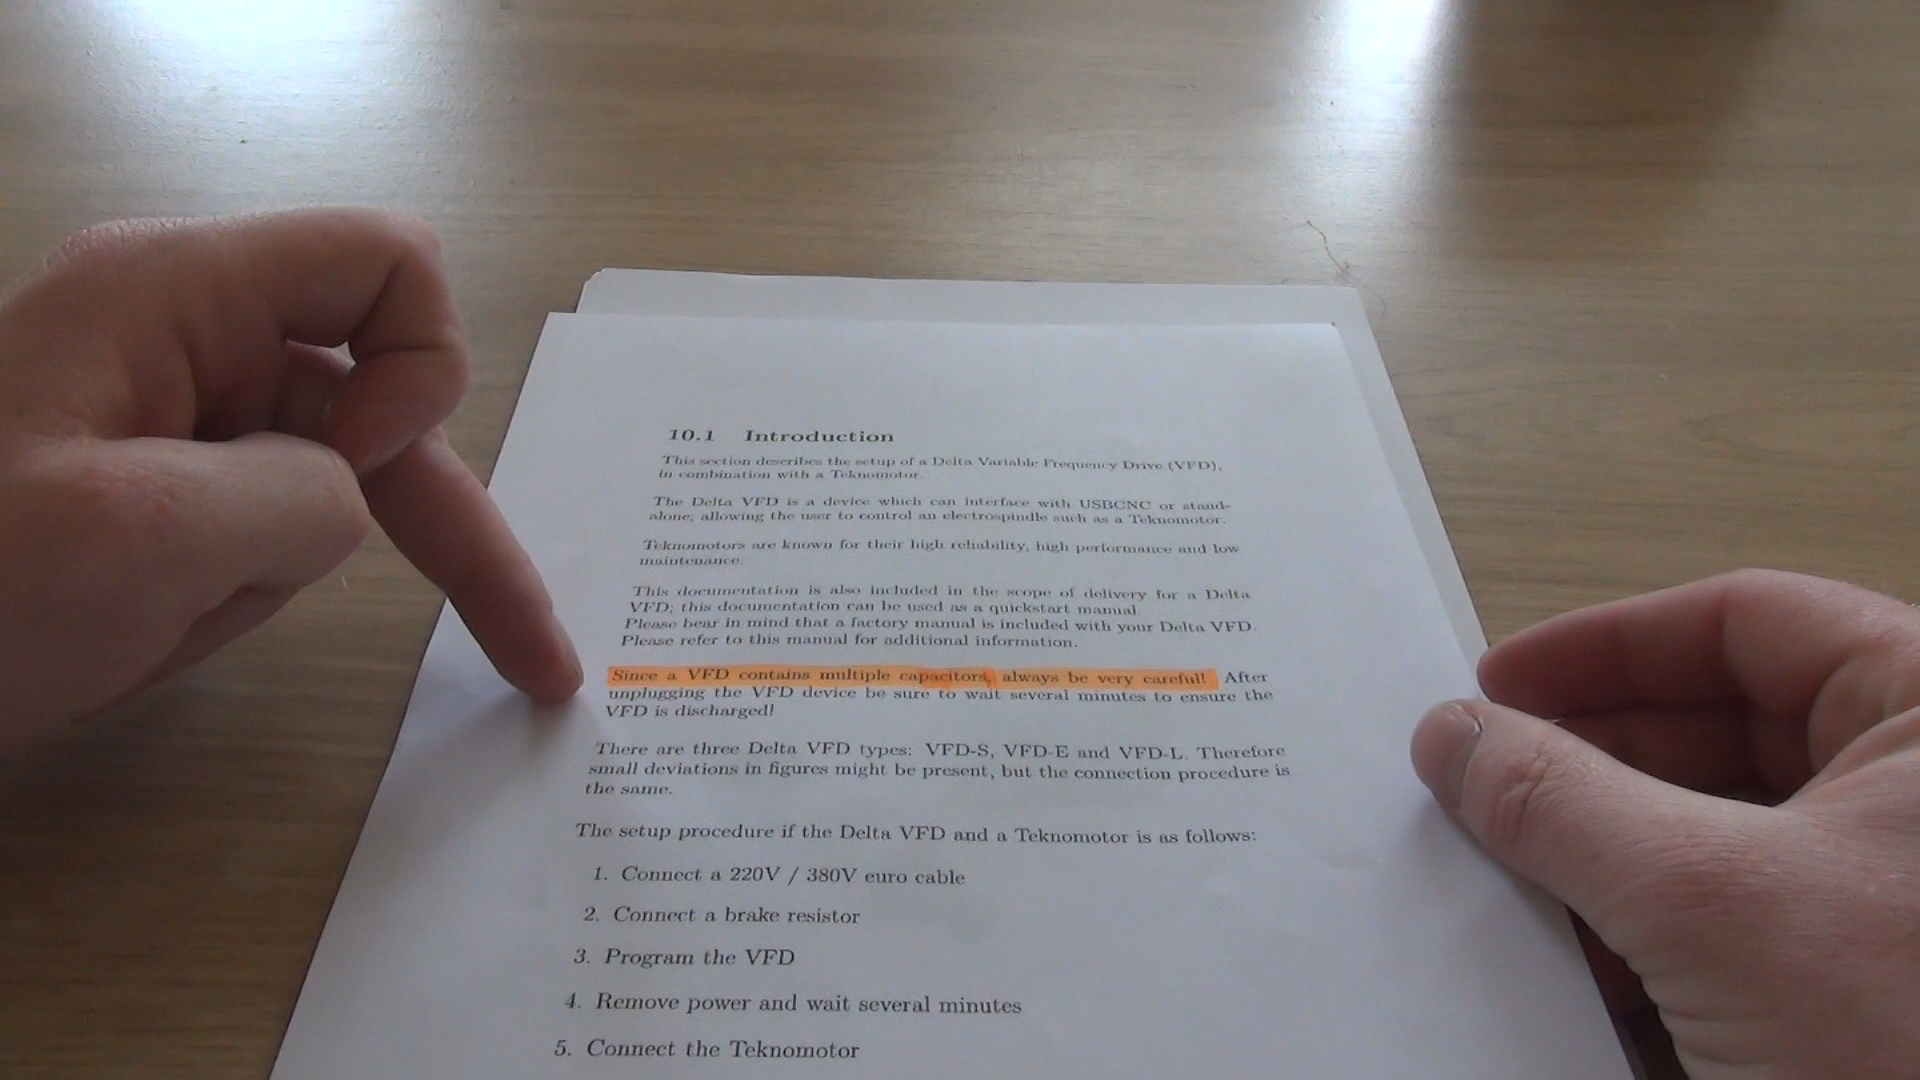 10.1 Introduction
This section describes the setup of a Delta Variable Frequency Drive (VFD),
in combination with a Teknomotor.
The Delta VFD is a device which can interface with USBCNC or stand-
alone, allowing the user to control an electrospindle such as a Teknomotor.
Teknomotors are known for their high reliability, high performance and low
maintenance.
This documentation is also included in the scope of delivery for a Delta
VFD; this documentation can be used as a quickstart manual.
Please bear in mind that a factory manual is included with your Delta VFD.
Please refer to this manual for additional information.
Since a VFD contains multiple capacitors, always be very careful! After
unplugging the VFD device be sure to wait several minutes to ensure the
VFD is discharged!
There are three Delta VFD types: VFD-S, VFD-E and VFD-L. Therefore
small deviations in figures might be present, but the connection procedure is
the same.
The setup procedure if the Delta VFD and a Teknomotor is as follows:
1. Connect a 220V / 380V euro cable
2. Connect a brake resistor
3. Program the VFD
4. Remove power and wait several minutes
5. Connect the Teknomotor